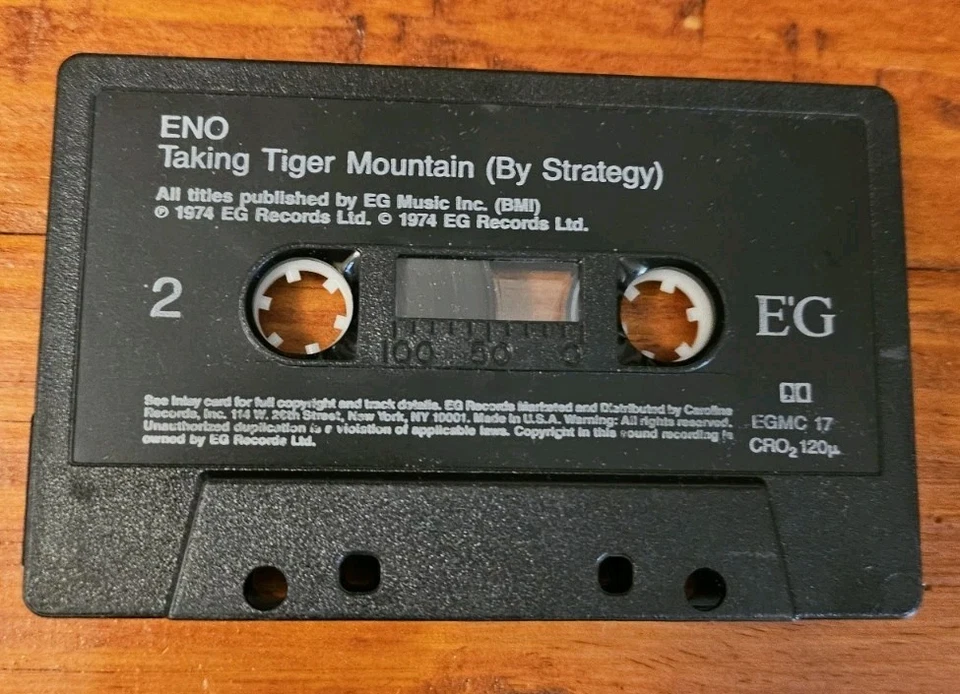 ENO
Taking Tiger Mountain (By Strategy)
All titles published by EG Music Inc. (BMI)
℗ 1974 EG Records Ltd. © 1974 EG Records Ltd.
2
100 50 0
E'G
See inlay card for full copyright and track details. EG Records Marketed and Distributed by Caroline
Records, Inc. 114 W. 26th Street, New York, NY 10001. Made in U.S.A. Warning: All rights reserved.
Unauthorized duplication is a violation of applicable laws. Copyright in this sound recording is
owned by EG Records Ltd.
EGMC 17
CRO₂ 120µ